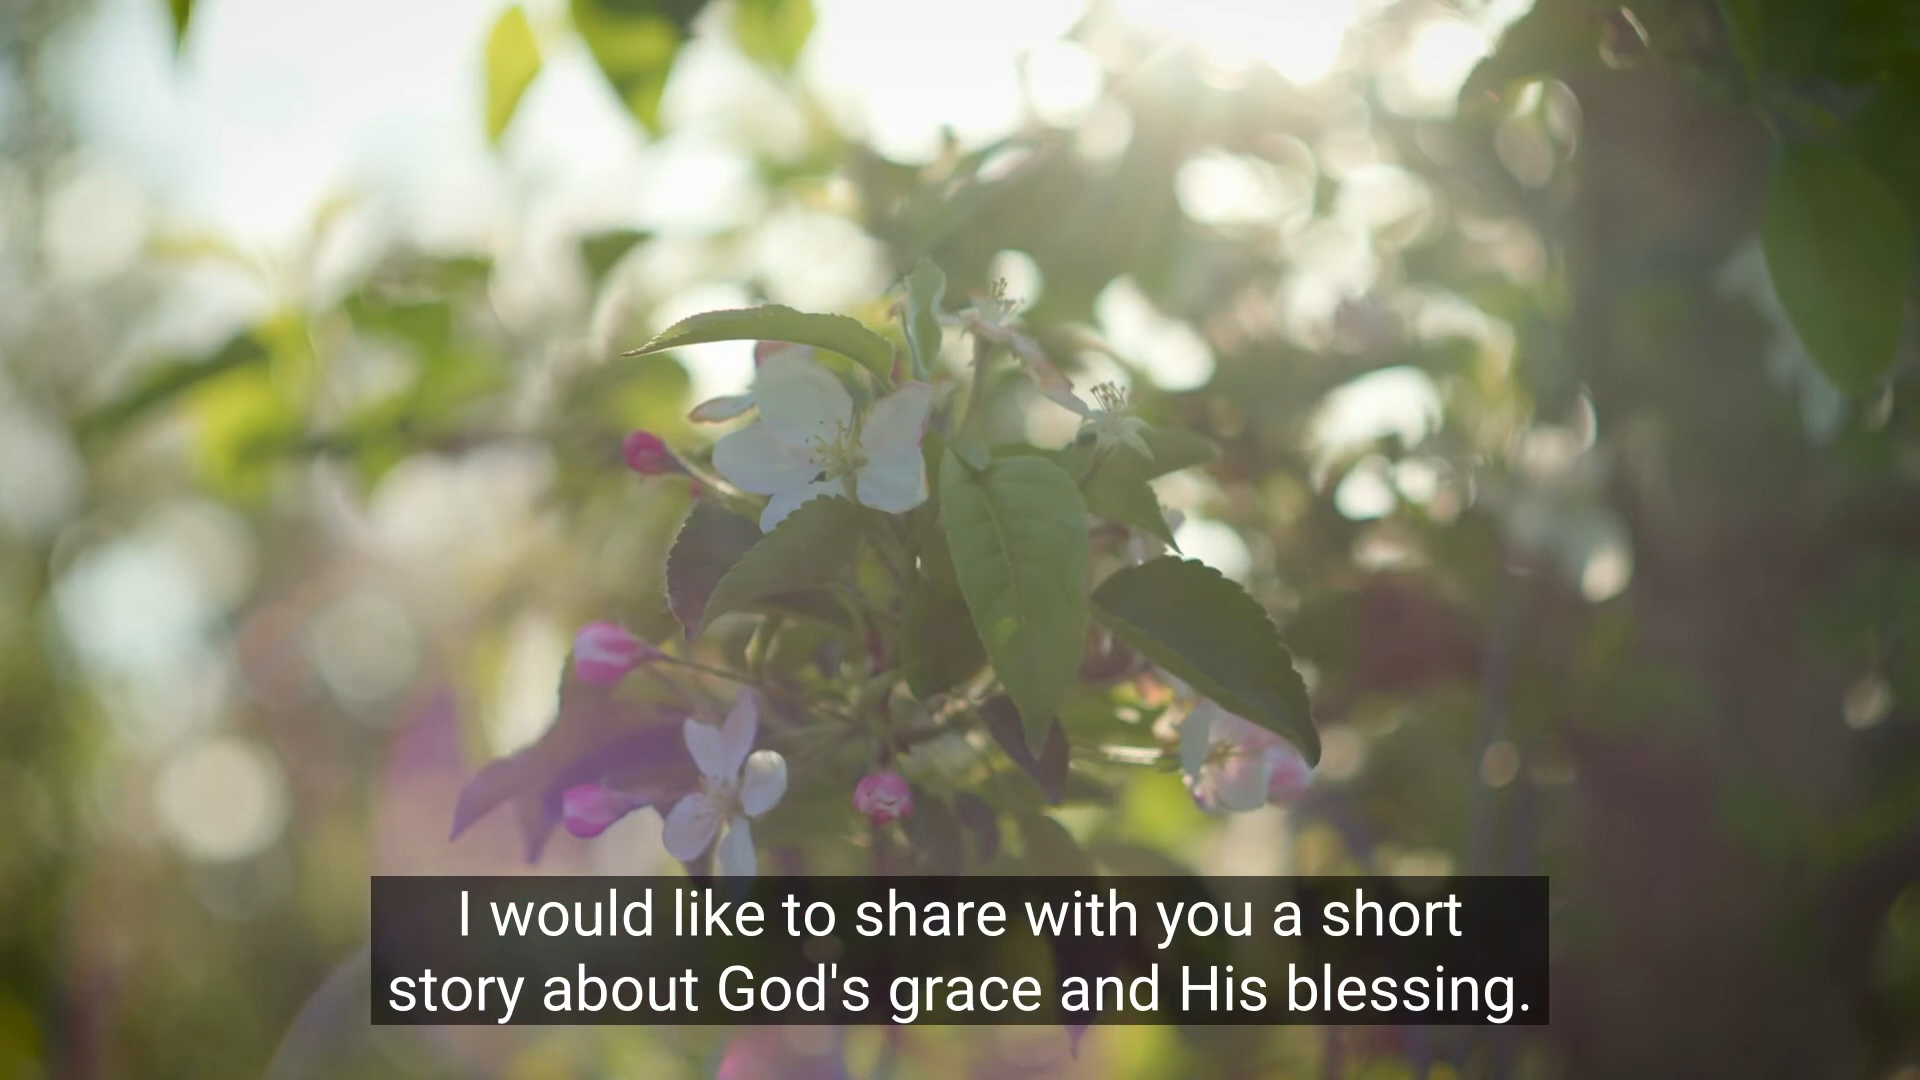 I would like to share with you a short
story about God's grace and His blessing.